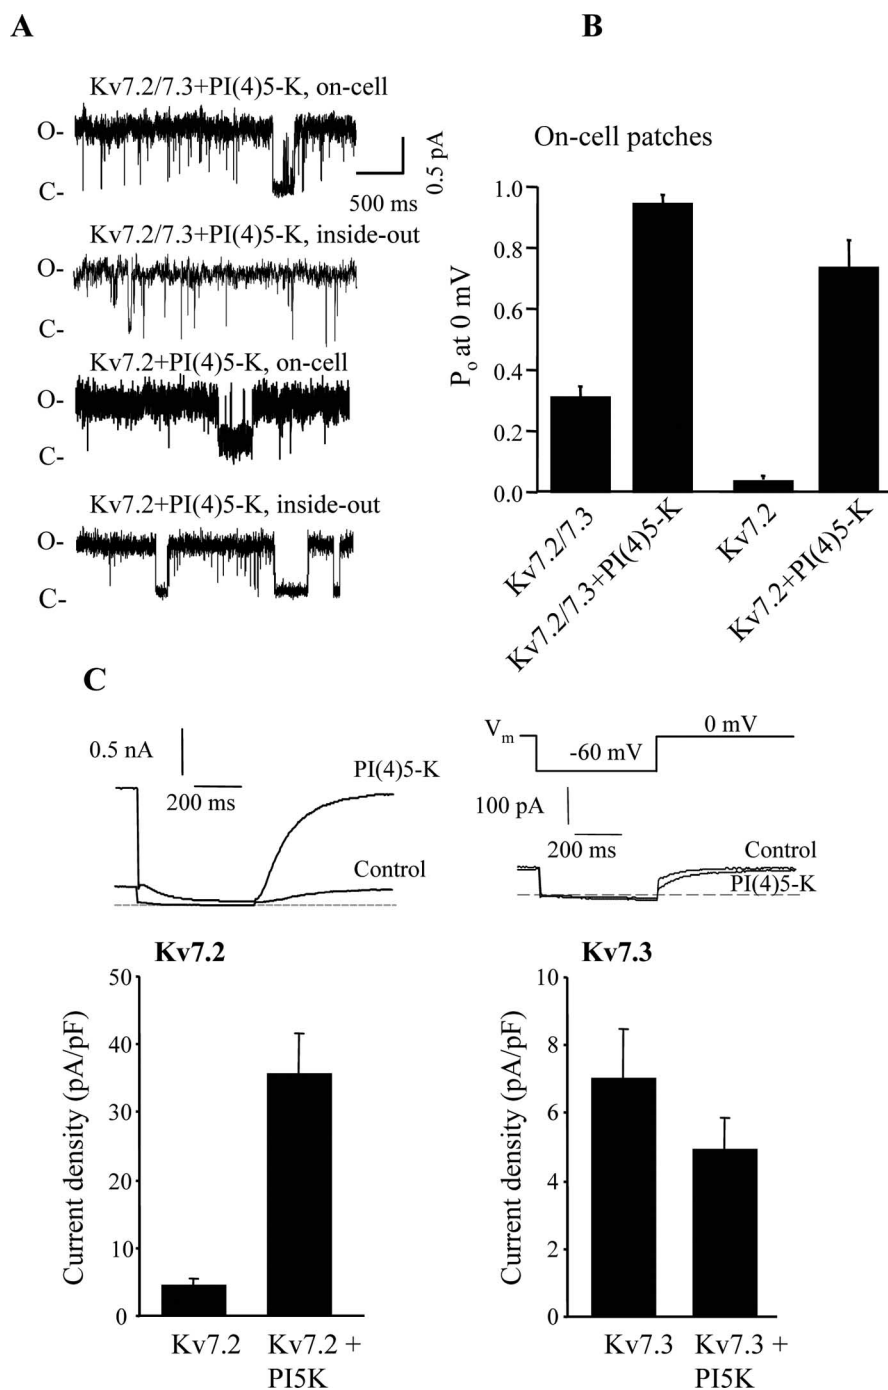 A
Kv7.2/7.3+PI(4)5-K, on-cell
O-
C-
0.5 pA
500 ms
Kv7.2/7.3+PI(4)5-K, inside-out
O-
C-
Kv7.2+PI(4)5-K, on-cell
O-
C-
Kv7.2+PI(4)5-K, inside-out
O-
C-
B
On-cell patches
Po at 0 mV
1.0
0.8
0.6
0.4
0.2
0.0
Kv7.2/7.3
Kv7.2/7.3+PI(4)5-K
Kv7.2
Kv7.2+PI(4)5-K
C
0.5 nA
200 ms
PI(4)5-K
Control
Vm
-60 mV
0 mV
100 pA
200 ms
Control
PI(4)5-K
Kv7.2
Current density (pA/pF)
50
40
30
20
10
0
Kv7.2
Kv7.2 +
PI5K
Kv7.3
Current density (pA/pF)
10
8
6
4
2
0
Kv7.3
Kv7.3 +
PI5K